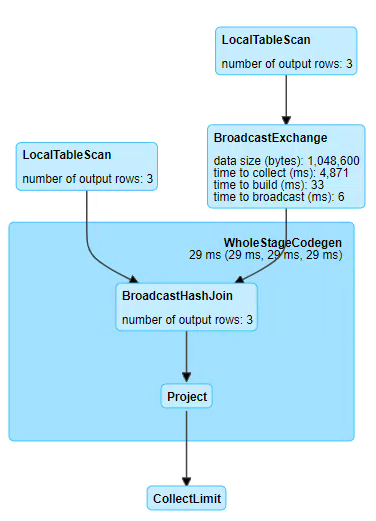 LocalTableScan
number of output rows: 3
BroadcastExchange
data size (bytes): 1,048,600
time to collect (ms): 4,871
time to build (ms): 33
time to broadcast (ms): 6
LocalTableScan
number of output rows: 3
WholeStageCodegen
29 ms (29 ms, 29 ms, 29 ms)
BroadcastHashJoin
number of output rows: 3
Project
CollectLimit